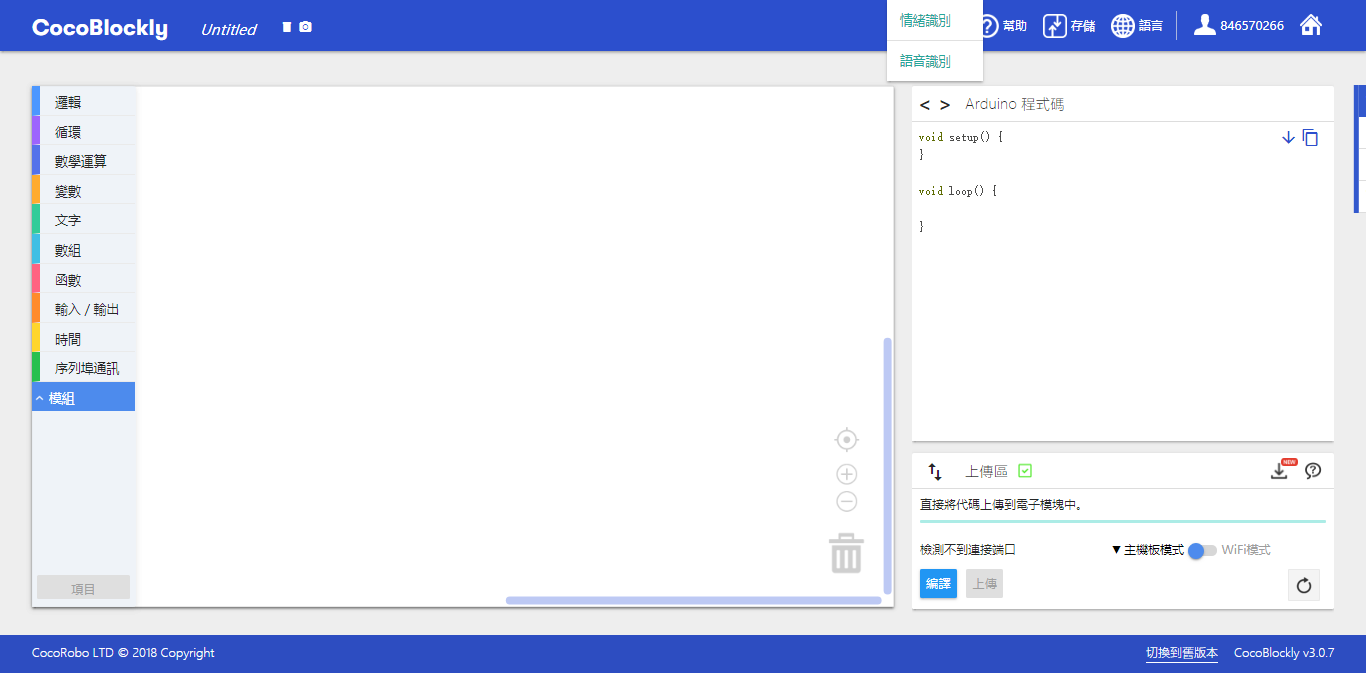 CocoBlockly
Untitled
情緒識別
語音識別
幫助
存儲
語言
846570266
邏輯
循環
數學運算
變數
文字
數組
函數
輸入 / 輸出
時間
序列埠通訊
模組
項目
< > Arduino 程式碼
void setup() {
}
void loop() {
}
上傳區
NEW
直接將代碼上傳到電子模塊中。
檢測不到連接端口
▼主機板模式
WiFi模式
編譯
上傳
CocoRobo LTD © 2018 Copyright
切換到舊版本
CocoBlockly v3.0.7